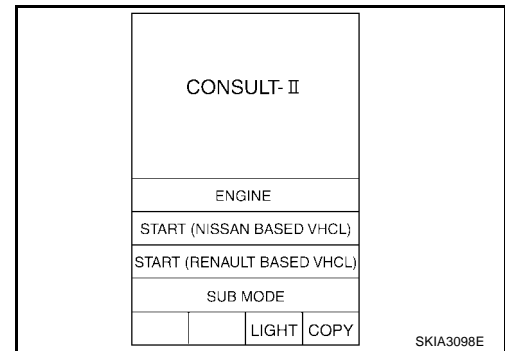 CONSULT-II
ENGINE
START (NISSAN BASED VHCL)
START (RENAULT BASED VHCL)
SUB MODE
LIGHT COPY
SKIA3098E